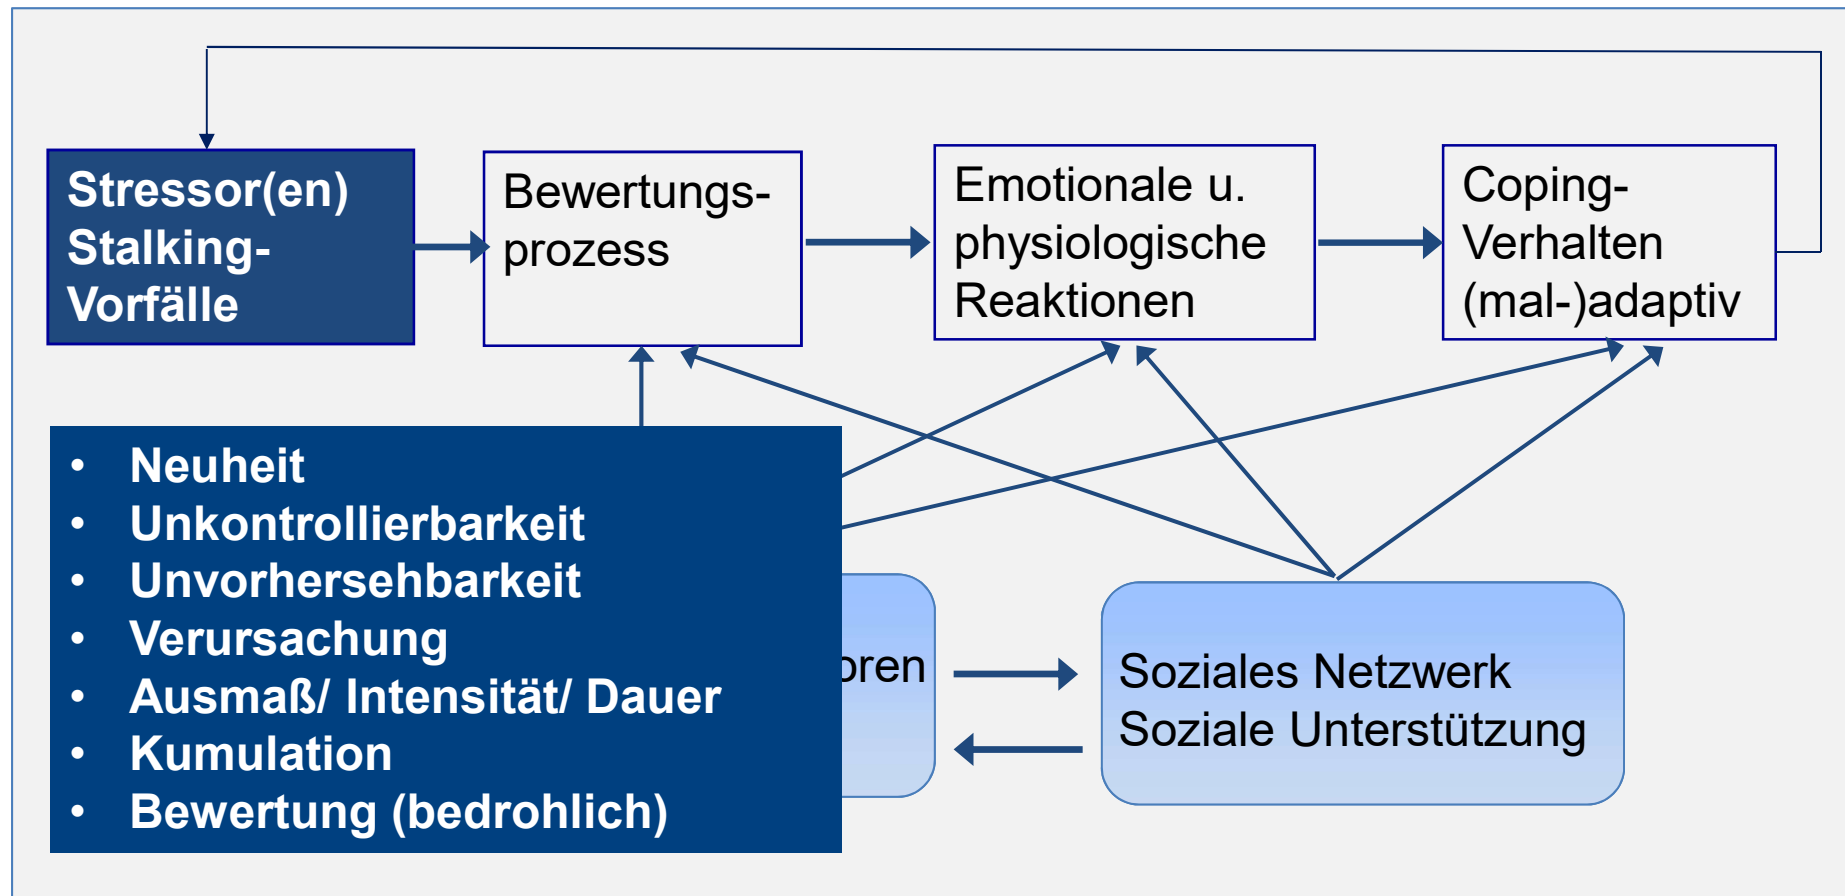 Stressor(en)
Stalking-
Vorfälle
Bewertungs-
prozess
Emotionale u.
physiologische
Reaktionen
Coping-
Verhalten
(mal-)adaptiv
• Neuheit
• Unkontrollierbarkeit
• Unvorhersehbarkeit
• Verursachung
• Ausmaß/ Intensität/ Dauer
• Kumulation
• Bewertung (bedrohlich)
Soziales Netzwerk
Soziale Unterstützung